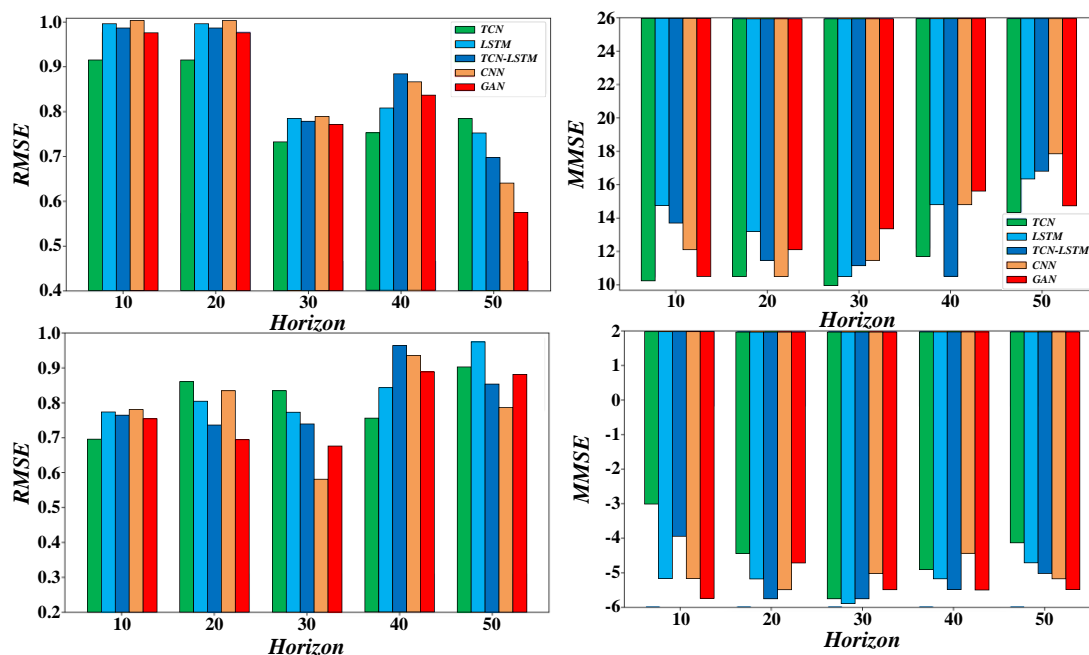 RMSE
1.0
0.9
0.8
0.7
0.6
0.5
0.4
10 20 30 40 50
Horizon
TCN
LSTM
TCN-LSTM
CNN
GAN
MMSE
26
24
22
20
18
16
14
12
10
10 20 30 40 50
Horizon
TCN
LSTM
TCN-LSTM
CNN
GAN
RMSE
1.0
0.9
0.8
0.7
0.6
0.5
0.4
0.3
0.2
10 20 30 40 50
Horizon
MMSE
2
1
0
-1
-2
-3
-4
-5
-6
10 20 30 40 50
Horizon